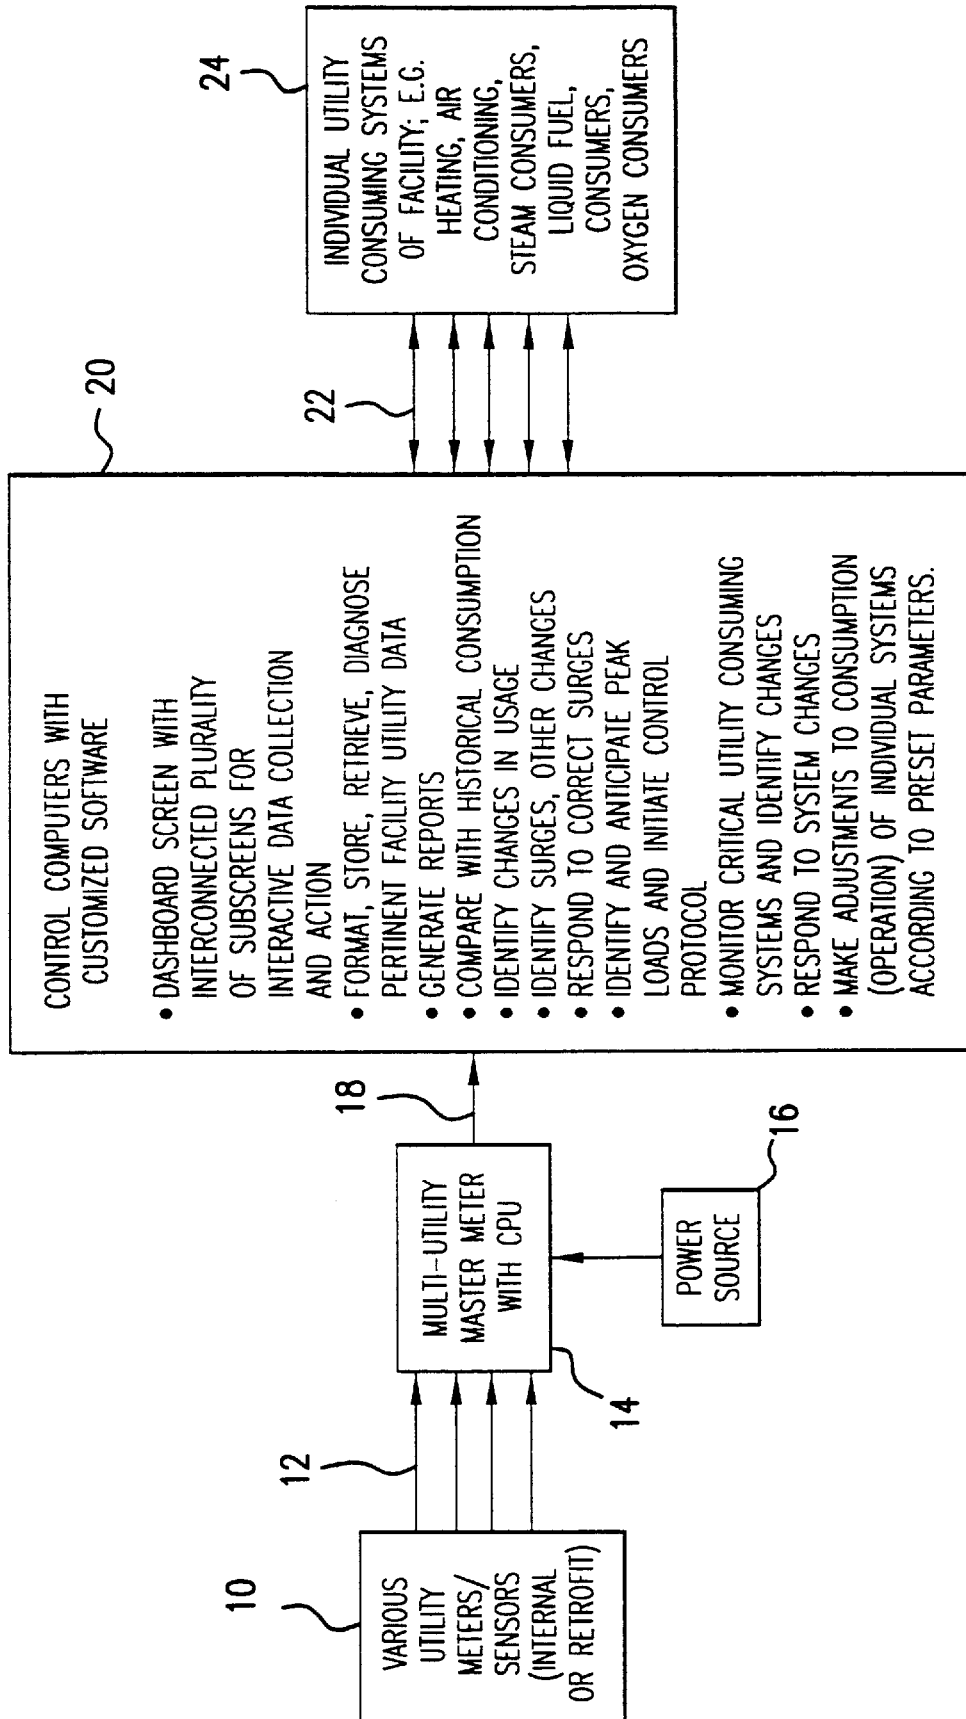 10
VARIOUS
UTILITY
METERS/
SENSORS
(INTERNAL
OR RETROFIT)
12
MULTI-UTILITY
MASTER METER
WITH CPU
14
POWER
SOURCE
16
18
CONTROL COMPUTERS WITH
CUSTOMIZED SOFTWARE
• DASHBOARD SCREEN WITH
INTERCONNECTED PLURALITY
OF SUBSCREENS FOR
INTERACTIVE DATA COLLECTION
AND ACTION
• FORMAT, STORE, RETRIEVE, DIAGNOSE
PERTINENT FACILITY UTILITY DATA
• GENERATE REPORTS
• COMPARE WITH HISTORICAL CONSUMPTION
• IDENTIFY CHANGES IN USAGE
• IDENTIFY SURGES, OTHER CHANGES
• RESPOND TO CORRECT SURGES
• IDENTIFY AND ANTICIPATE PEAK
LOADS AND INITIATE CONTROL
PROTOCOL
• MONITOR CRITICAL UTILITY CONSUMING
SYSTEMS AND IDENTIFY CHANGES
• RESPOND TO SYSTEM CHANGES
• MAKE ADJUSTMENTS TO CONSUMPTION
(OPERATION) OF INDIVIDUAL SYSTEMS
ACCORDING TO PRESET PARAMETERS.
20
22
24
INDIVIDUAL UTILITY
CONSUMING SYSTEMS
OF FACILITY; E.G.
HEATING, AIR
CONDITIONING,
STEAM CONSUMERS,
LIQUID FUEL,
CONSUMERS,
OXYGEN CONSUMERS